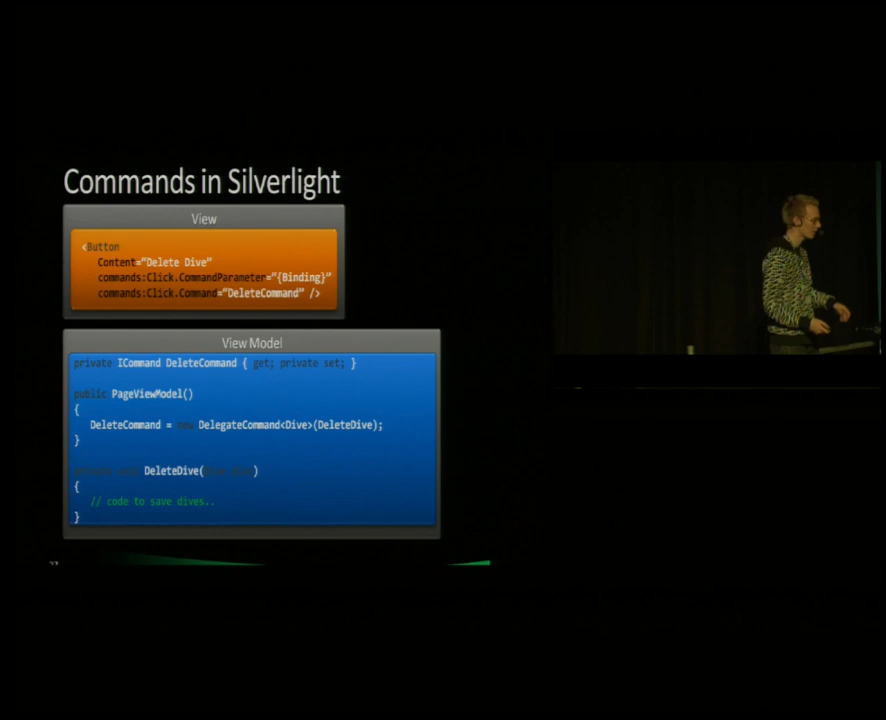 Commands in Silverlight
View
<Button
Content="Delete Dive"
commands:Click.CommandParameter="{Binding}"
commands:Click.Command="DeleteCommand" />
View Model
private ICommand DeleteCommand { get; private set; }
public PageViewModel()
{
DeleteCommand = new DelegateCommand<Dive>(DeleteDive);
}
DeleteDive( )
{
// code to save dives..
}